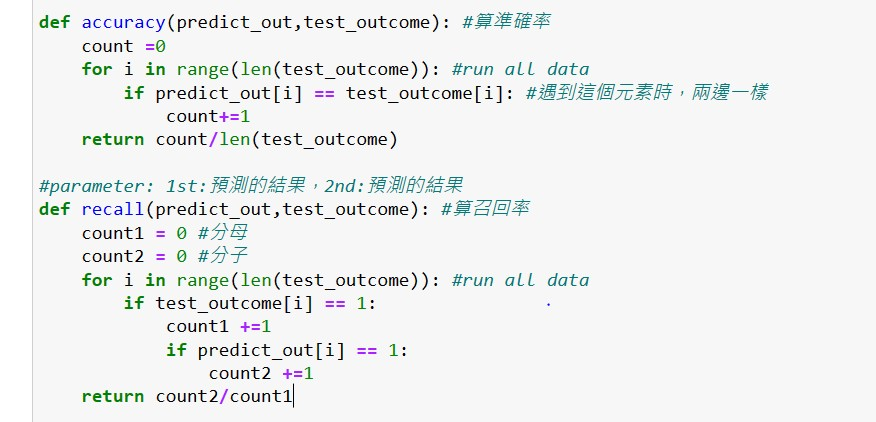 def accuracy(predict_out,test_outcome): #算準確率
    count =0
    for i in range(len(test_outcome)): #run all data
        if predict_out[i] == test_outcome[i]: #遇到這個元素時，兩邊一樣
            count+=1
    return count/len(test_outcome)
#parameter: 1st:預測的結果，2nd:預測的結果
def recall(predict_out,test_outcome): #算召回率
    count1 = 0 #分母
    count2 = 0 #分子
    for i in range(len(test_outcome)): #run all data
        if test_outcome[i] == 1:
            count1 +=1
            if predict_out[i] == 1:
                count2 +=1
    return count2/count1